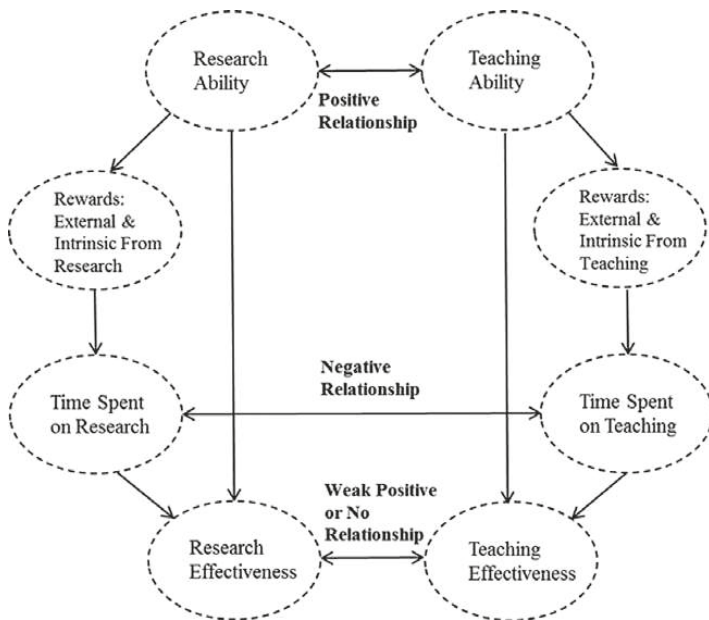 Research
Ability
Teaching
Ability
Positive
Relationship
Rewards:
External &
Intrinsic From
Research
Rewards:
External &
Intrinsic From
Teaching
Negative
Relationship
Time Spent
on Research
Time Spent
on Teaching
Weak Positive
or No
Relationship
Research
Effectiveness
Teaching
Effectiveness